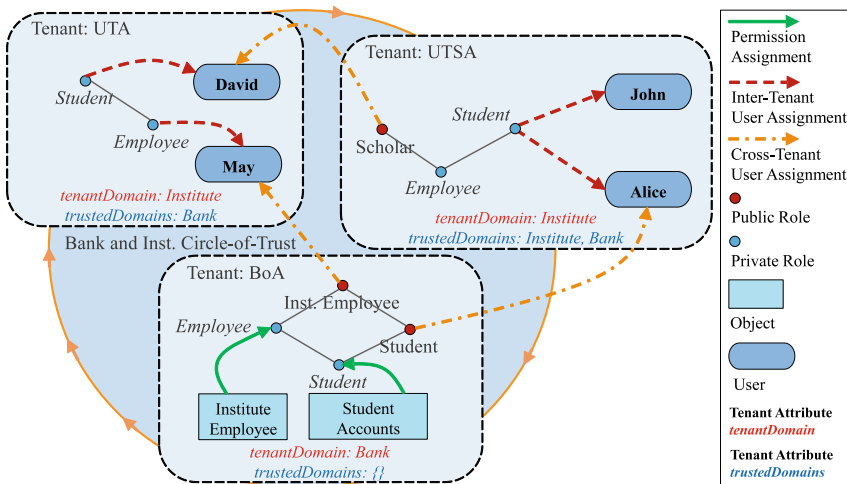 Tenant: UTA
David
Student
Employee
May
tenantDomain: Institute
trustedDomains: Bank
Tenant: UTSA
John
Student
Scholar
Employee
Alice
tenantDomain: Institute
trustedDomains: Institute, Bank
Bank and Inst. Circle-of-Trust
Tenant: BoA
Inst. Employee
Employee
Student
Student
Institute
Employee
Student
Accounts
tenantDomain: Bank
trustedDomains: {}
Permission
Assignment
Inter-Tenant
User Assignment
Cross-Tenant
User Assignment
Public Role
Private Role
Object
User
Tenant Attribute
tenantDomain
Tenant Attribute
trustedDomains